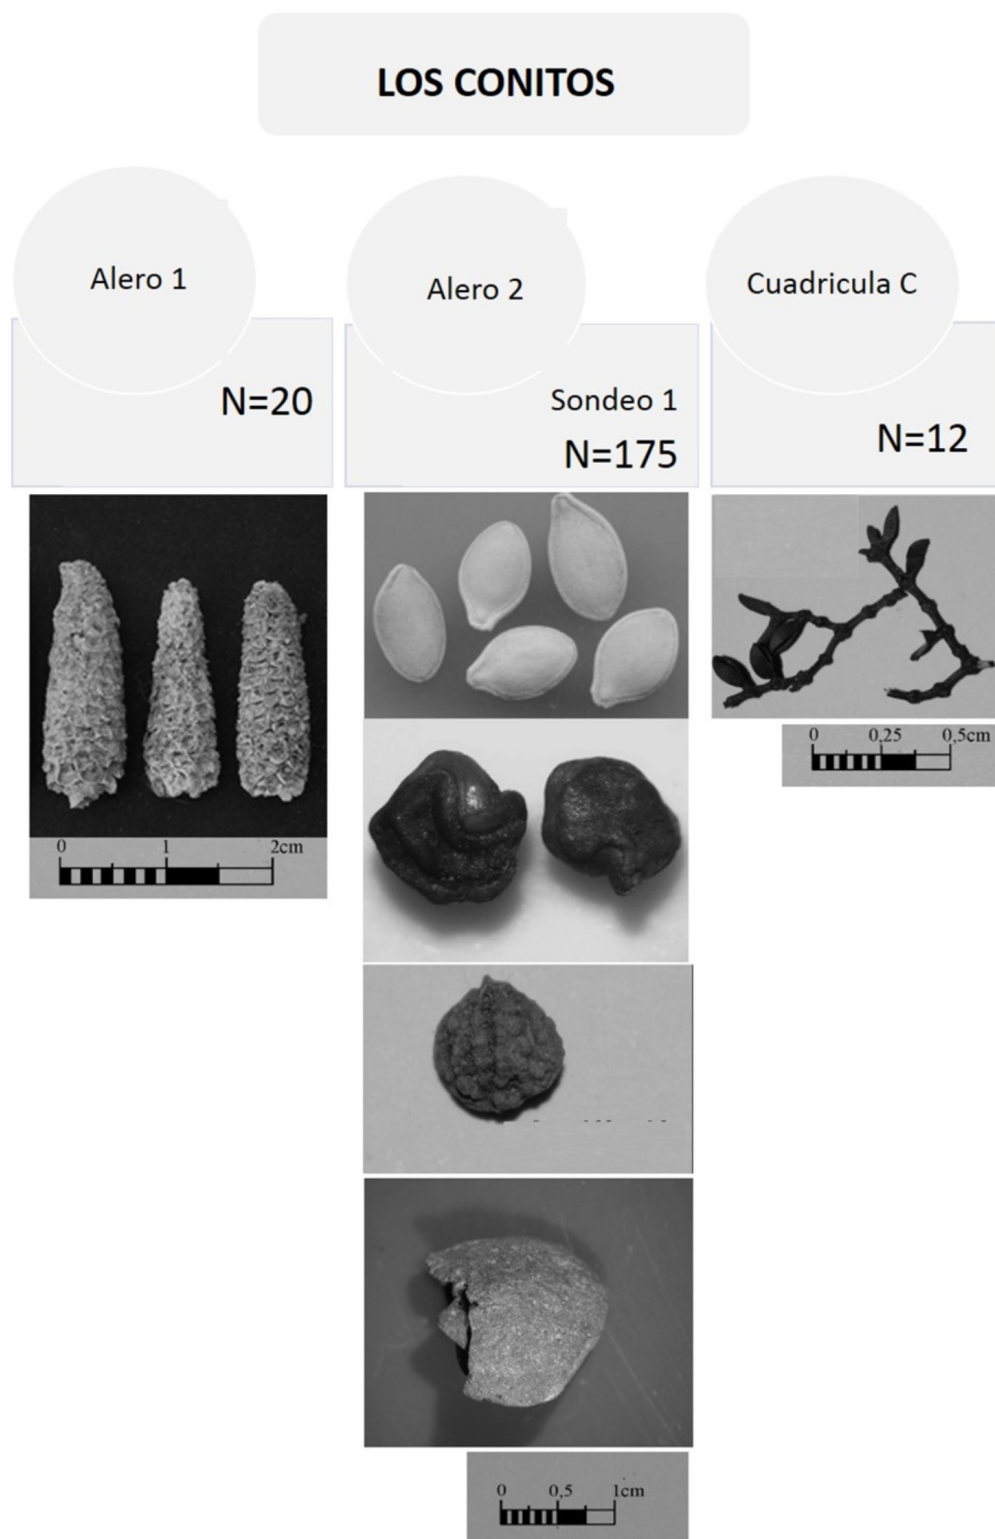 LOS CONITOS
Alero 1
N=20
Alero 2
Sondeo 1
N=175
Cuadricula C
N=12
0 1 2cm
0 0,25 0,5cm
0 0,5 1cm